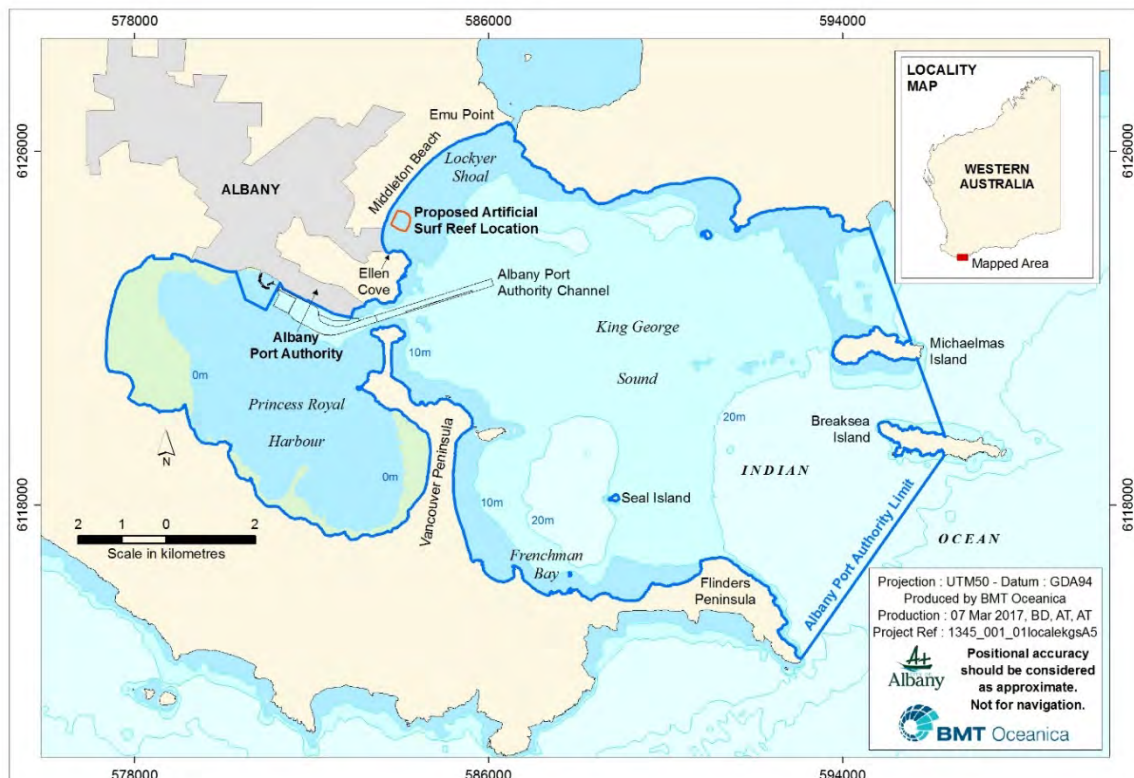 578000
586000
594000
6126000
6126000
6118000
6118000
578000
586000
594000
LOCALITY
MAP
WESTERN
AUSTRALIA
Mapped Area
Emu Point
Middleton Beach
Lockyer
Shoal
ALBANY
Proposed Artificial
Surf Reef Location
Ellen
Cove
Albany Port
Authority Channel
Albany
Port Authority
King George
Sound
Michaelmas
Island
10m
0m
Princess Royal
Harbour
20m
Breaksea
Island
N
Vancouver Peninsula
INDIAN
0m
10m
Seal Island
20m
2 1 0 2
Scale in kilometres
Frenchman
Bay
Flinders
Peninsula
Albany Port Authority Limit
OCEAN
Projection : UTM50 - Datum : GDA94
Produced by BMT Oceanica
Production : 07 Mar 2017, BD, AT, AT
Project Ref : 1345_001_01localekgsA5
Albany
Positional accuracy
should be considered
as approximate.
Not for navigation.
BMT Oceanica